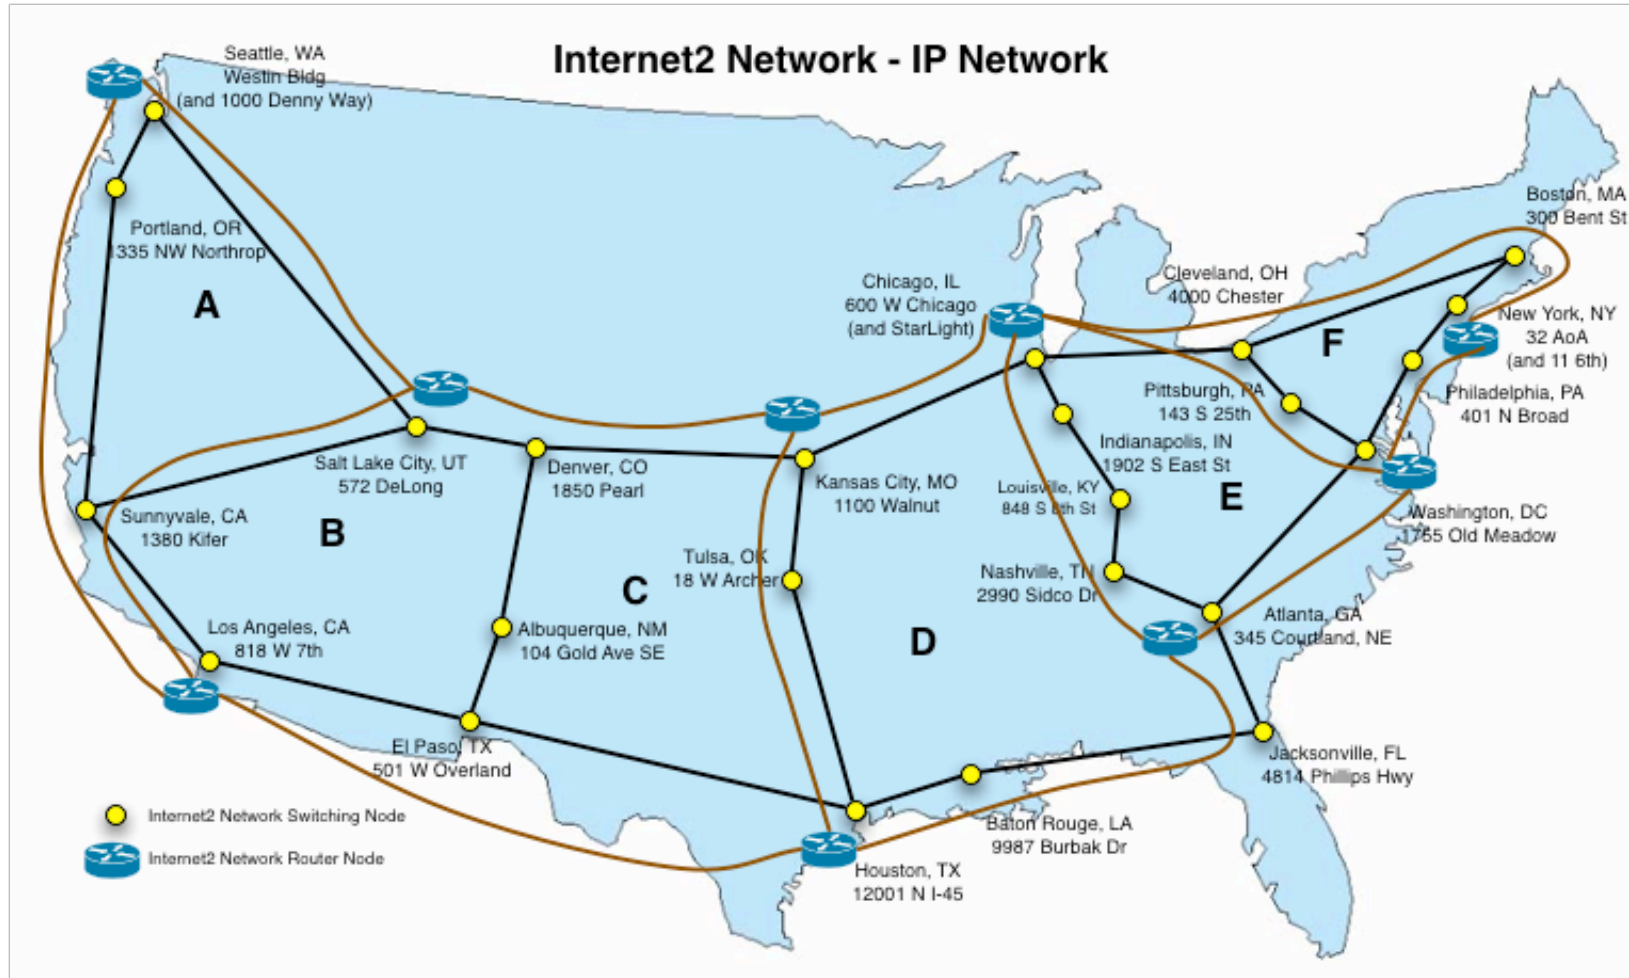 Internet2 Network - IP Network
Seattle, WA
Westin Bldg
(and 1000 Denny Way)
Portland, OR
1335 NW Northrop
A
Boston, MA
300 Bent St
Cleveland, OH
4000 Chester
Chicago, IL
600 W Chicago
(and StarLight)
F
New York, NY
32 AoA
(and 11 6th)
Pittsburgh, PA
143 S 25th
Philadelphia, PA
401 N Broad
Indianapolis, IN
1902 S East St
Salt Lake City, UT
572 DeLong
Denver, CO
1850 Pearl
Kansas City, MO
1100 Walnut
Louisville, KY
848 S 8th St
E
Washington, DC
1755 Old Meadow
Sunnyvale, CA
1380 Kifer
B
Tulsa, OK
18 W Archer
C
Nashville, TN
2990 Sidco Dr
Atlanta, GA
345 Courtland, NE
D
Los Angeles, CA
818 W 7th
Albuquerque, NM
104 Gold Ave SE
El Paso, TX
501 W Overland
Jacksonville, FL
4814 Phillips Hwy
Baton Rouge, LA
9987 Burbak Dr
Houston, TX
12001 N I-45
Internet2 Network Switching Node
Internet2 Network Router Node